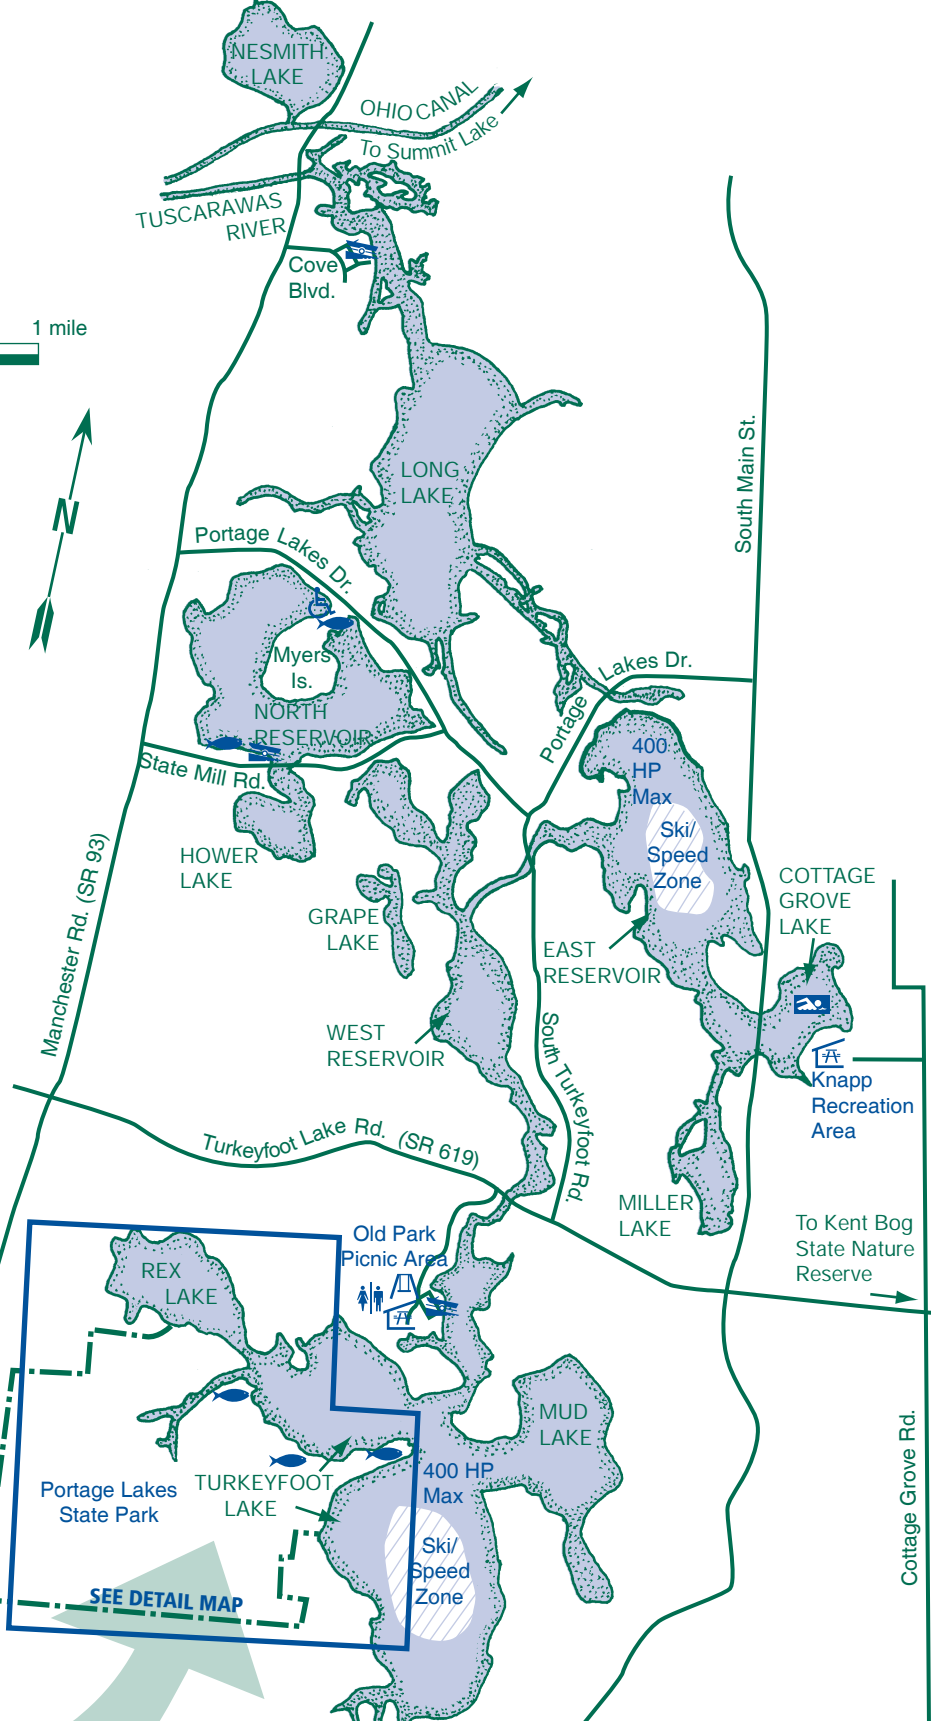 NESMITH
LAKE
OHIO CANAL
To Summit Lake
TUSCARAWAS
RIVER
Cove
Blvd.
1 mile
N
LONG
LAKE
South Main St.
Portage Lakes Dr.
Myers
Is.
NORTH
RESERVOIR
Portage Lakes Dr.
State Mill Rd.
400
HP
Max
Ski/
Speed
Zone
HOWER
LAKE
Manchester Rd. (SR 93)
COTTAGE
GROVE
LAKE
GRAPE
LAKE
EAST
RESERVOIR
WEST
RESERVOIR
South Turkeyfoot Rd.
Knapp
Recreation
Area
Turkeyfoot Lake Rd. (SR 619)
MILLER
LAKE
To Kent Bog
State Nature
Reserve
Old Park
Picnic Area
REX
LAKE
MUD
LAKE
Cottage Grove Rd.
TURKEYFOOT
LAKE
400 HP
Max
Portage Lakes
State Park
Ski/
Speed
Zone
SEE DETAIL MAP